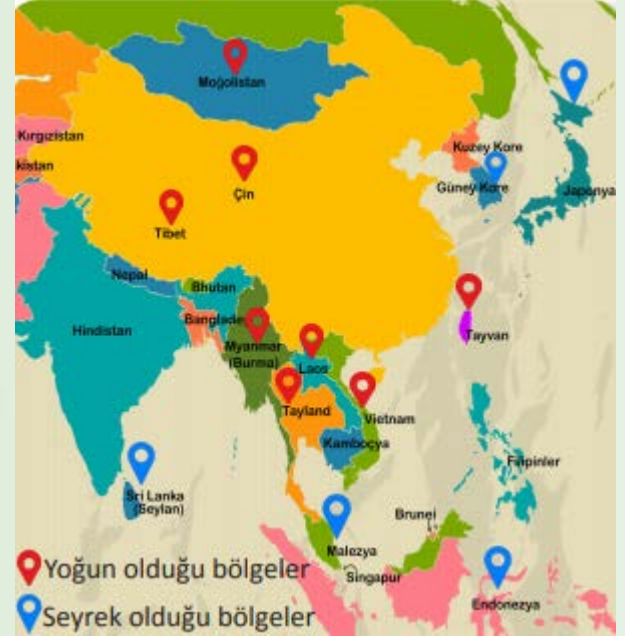 Moğolistan
Kırgızistan
kistan
Kuzey Kore
Güney Kore
Japonya
Çin
Tibet
Nepal
Bhutan
Banglade
Hindistan
Myanmar
(Burma)
Laos
Tayvan
Tayland
Vietnam
Kamboçya
Filipinler
Sri Lanka
(Seylan)
Brunei
Malezya
Singapur
Endonezya
Yoğun olduğu bölgeler
Seyrek olduğu bölgeler